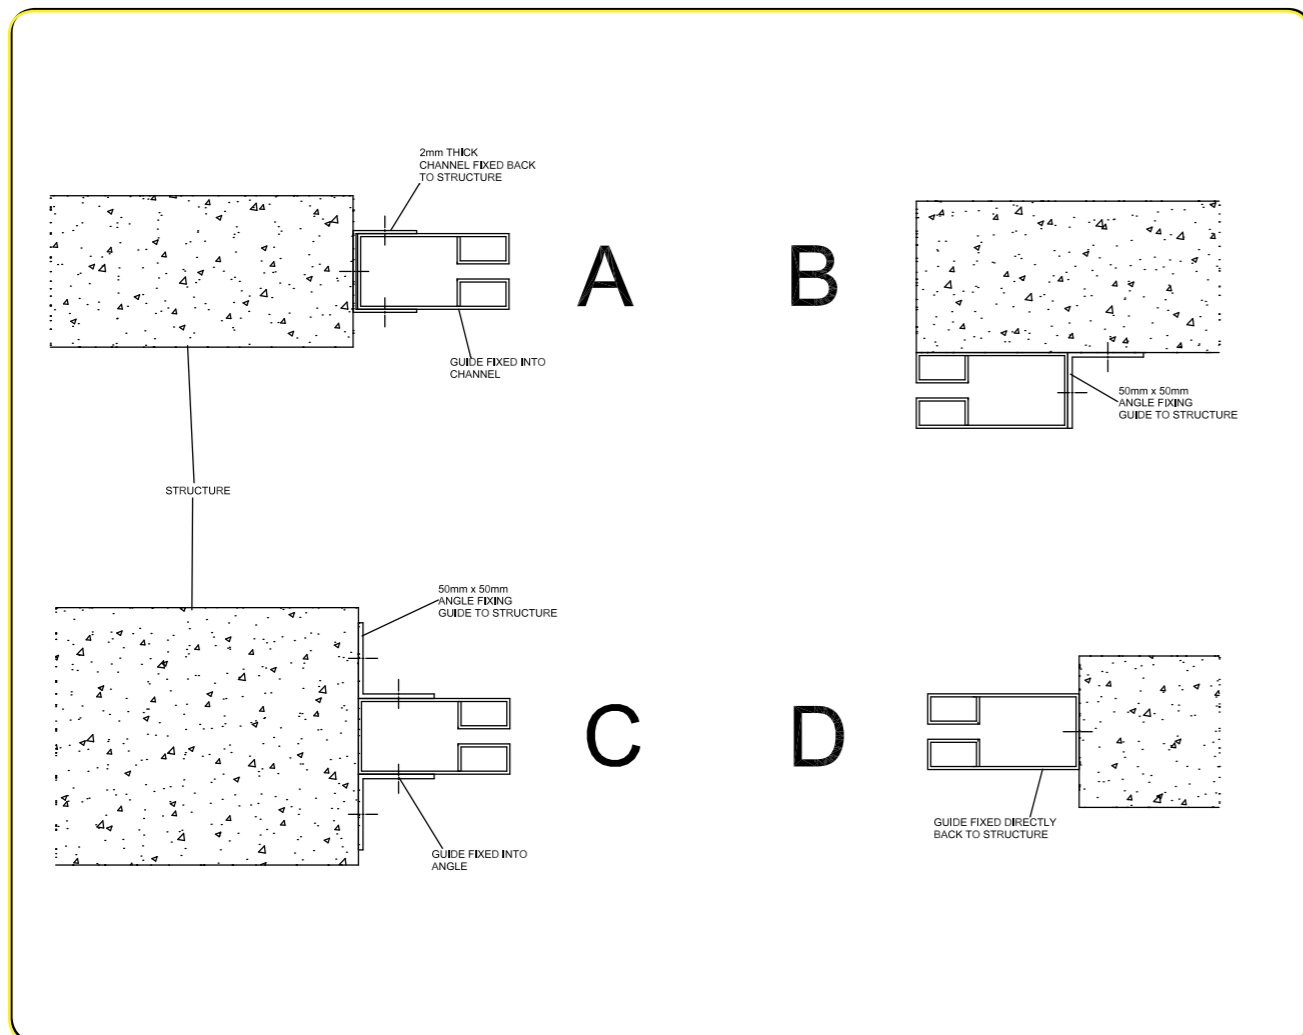 2mm THICK
CHANNEL FIXED BACK
TO STRUCTURE
A
B
GUIDE FIXED INTO
CHANNEL
50mm x 50mm
ANGLE FIXING
GUIDE TO STRUCTURE
STRUCTURE
50mm x 50mm
ANGLE FIXING
GUIDE TO STRUCTURE
C
D
GUIDE FIXED INTO
ANGLE
GUIDE FIXED DIRECTLY
BACK TO STRUCTURE